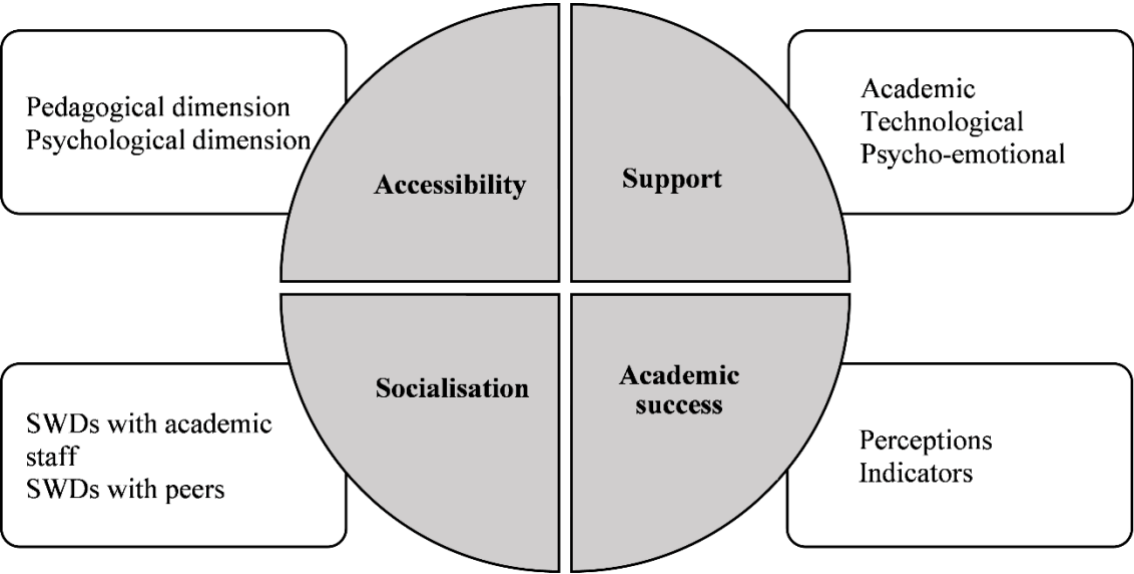 Pedagogical dimension
Psychological dimension
Accessibility
Support
Academic
Technological
Psycho-emotional
SWDs with academic
staff
SWDs with peers
Socialisation
Academic
success
Perceptions
Indicators